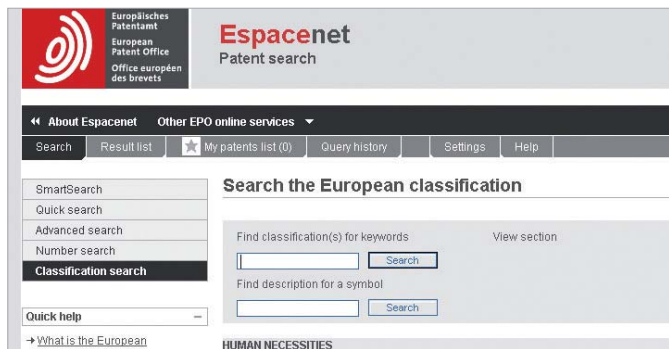 Europäisches
Patentamt
European
Patent Office
Office européen
des brevets
Espacenet
Patent search
About Espacenet Other EPO online services
Search Result list My patents list (0) Query history Settings Help
SmartSearch
Quick search
Advanced search
Number search
Classification search
Quick help
What is the European
Search the European classification
Find classification(s) for keywords View section
Search
Find description for a symbol
Search
HUMAN NECESSITIES